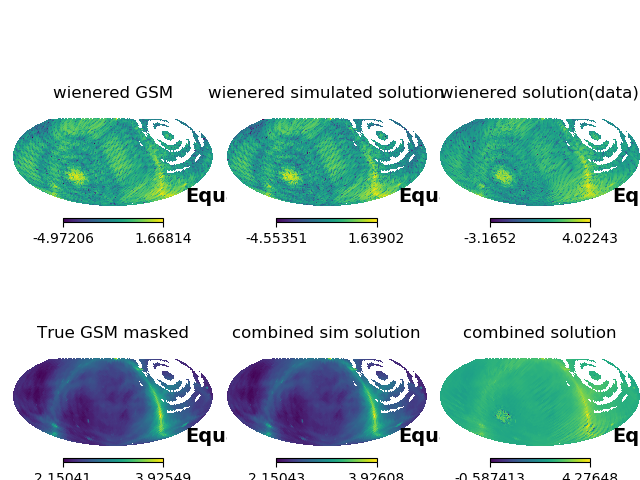 wienered GSM wienered simulated solution wienered solution(data)
Equ Equ Eq
-4.97206 1.66814 -4.55351 1.63902 -3.1652 4.02243
True GSM masked combined sim solution combined solution
Equ Equ Eq
2.15041 3.92549 2.15043 3.92608 -0.587413 4.27648